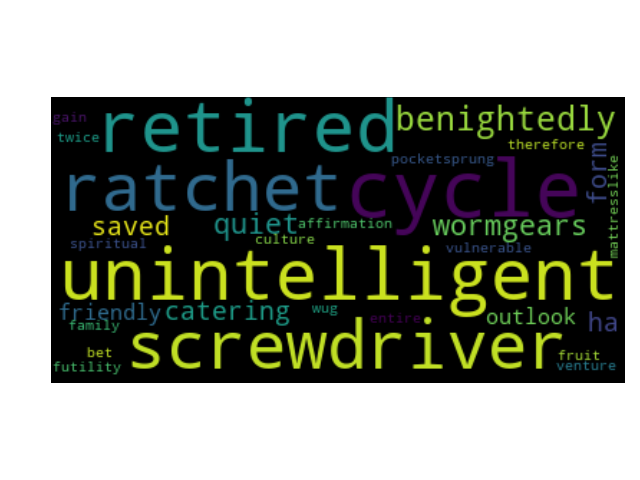 gain
twice
retired
benightedly
therefore
pocketsprung
ratchet
cycle
form
mattresslike
saved
quiet
affirmation
wormgears
spiritual
culture
vulnerable
unintelligent
friendly
catering
wug
entire
outlook
ha
family
screwdriver
bet
fruit
futility
venture